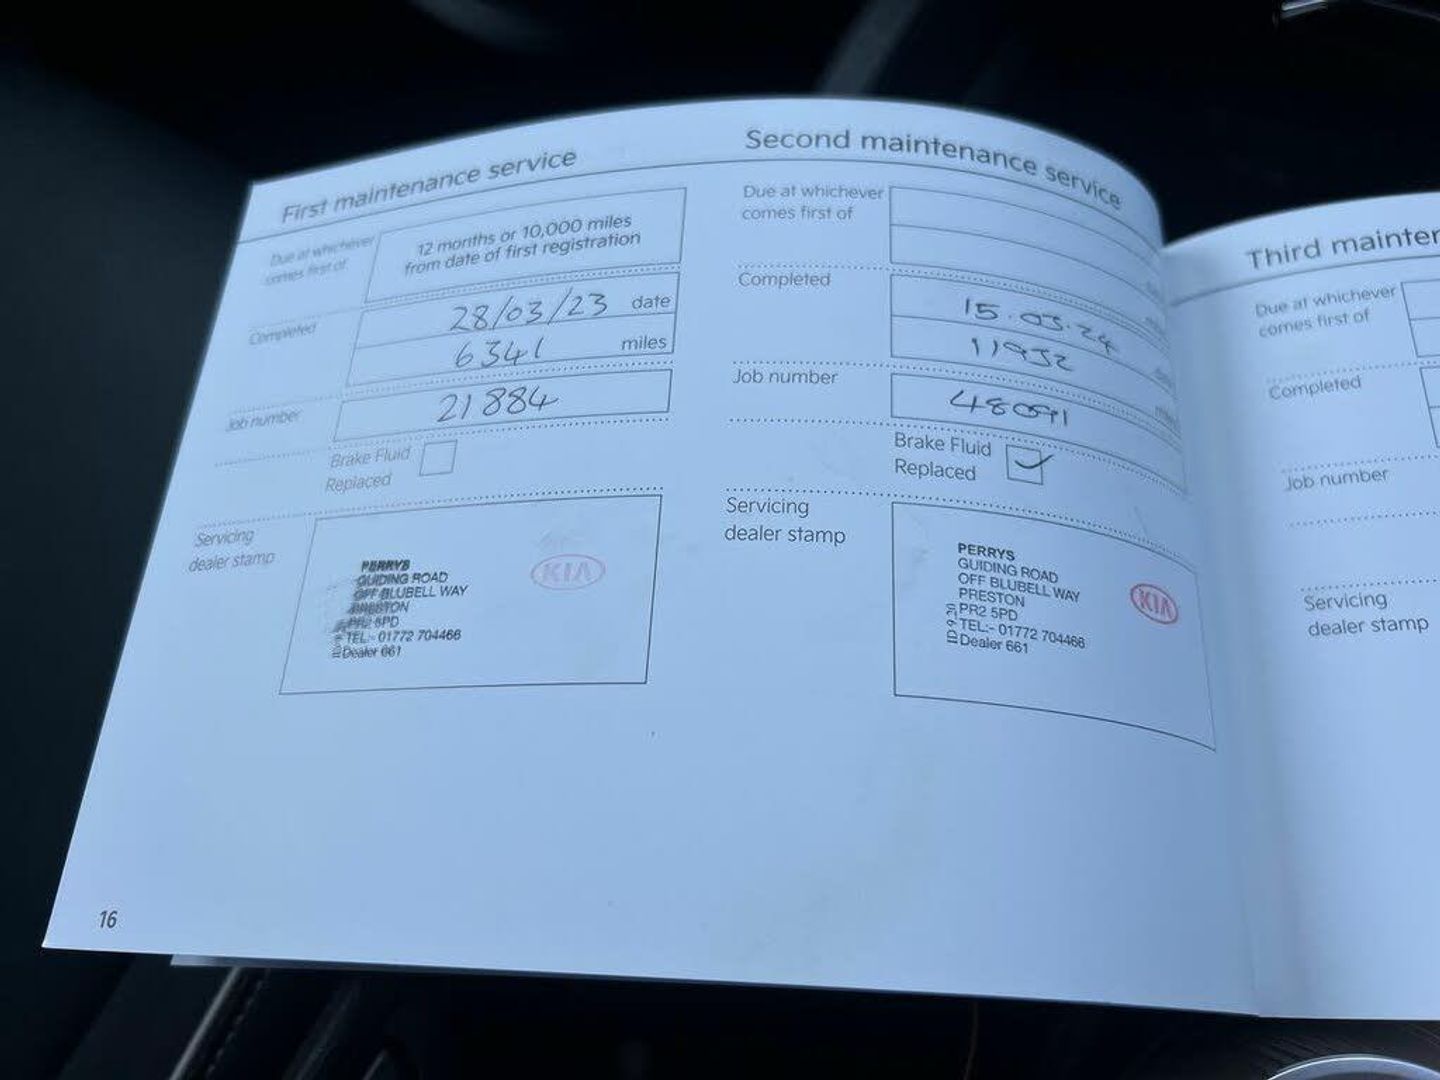 First maintenance service
Due at whichever
comes first of
12 months or 10,000 miles
from date of first registration
Completed
28/03/23 date
6341 miles
Job number
21884
Brake Fluid
Replaced
Servicing
dealer stamp
PERRYS
GUIDING ROAD
OFF BLUBELL WAY
PRESTON
PR2 5PD
TEL:- 01772 704466
Dealer 661
KIA
16
Second maintenance service
Due at whichever
comes first of
Completed
15.03.24
11932
Job number
48091
Brake Fluid
Replaced
Servicing
dealer stamp
PERRYS
GUIDING ROAD
OFF BLUBELL WAY
PRESTON
PR2 5PD
TEL:- 01772 704466
Dealer 661
KIA
Third mainten
Due at whichever
comes first of
Completed
Job number
Servicing
dealer stamp